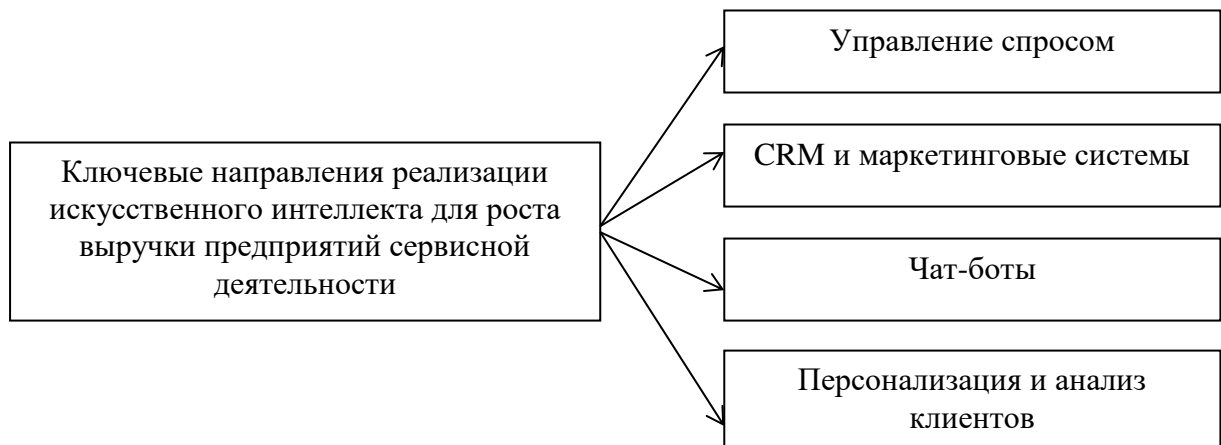 Ключевые направления реализации
искусственного интеллекта для роста
выручки предприятий сервисной
деятельности
Управление спросом
CRM и маркетинговые системы
Чат-боты
Персонализация и анализ
клиентов